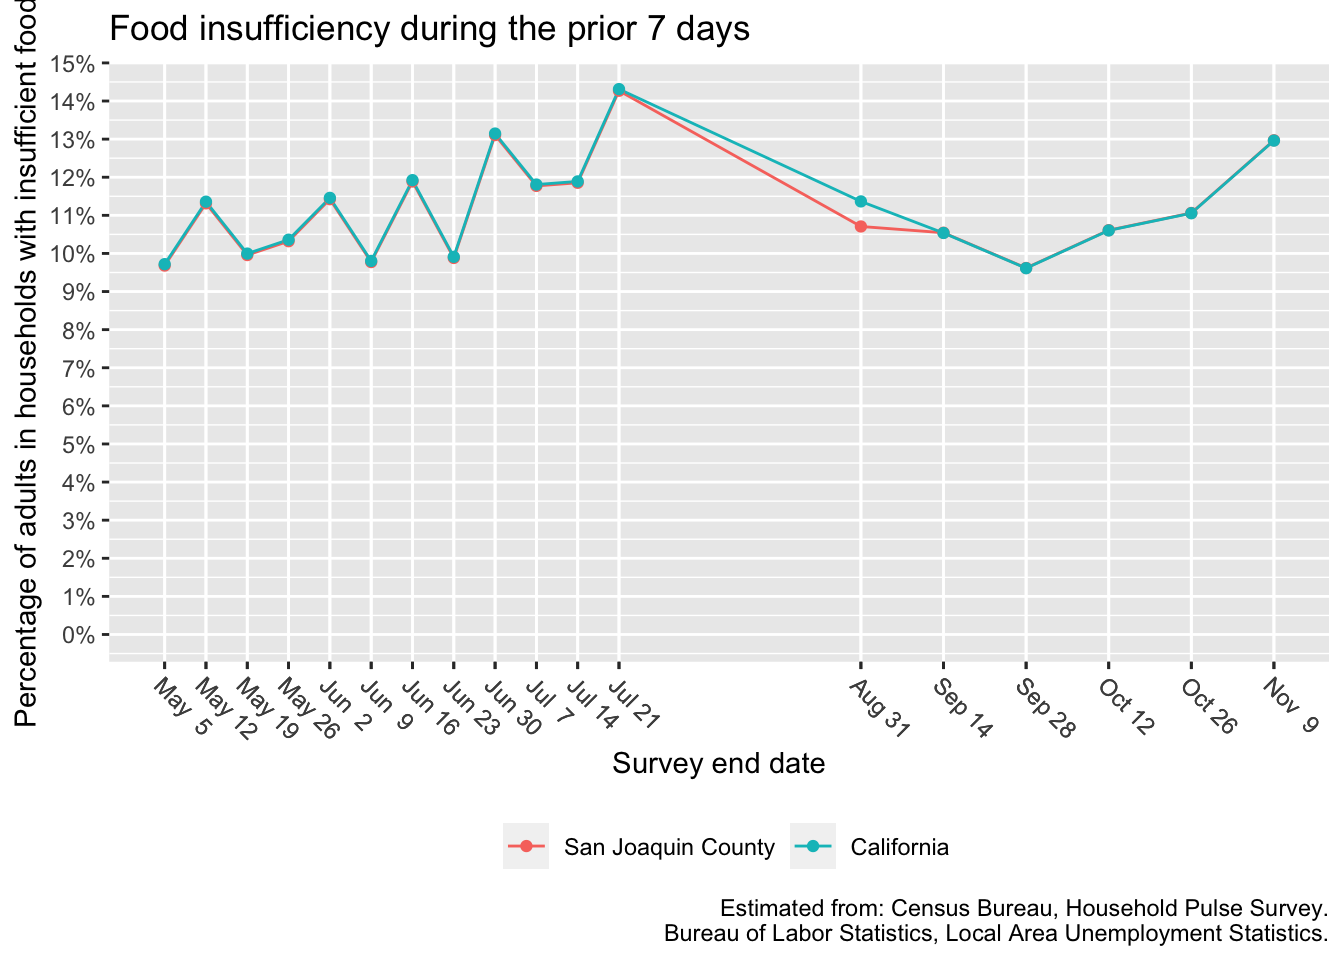 Food insufficiency during the prior 7 days
Percentage of adults in households with insufficient food
15%
14%
13%
12%
11%
10%
9%
8%
7%
6%
5%
4%
3%
2%
1%
0%
May 5
May 12
May 19
May 26
Jun 2
Jun 9
Jun 16
Jun 23
Jun 30
Jul 7
Jul 14
Jul 21
Aug 31
Sep 14
Sep 28
Oct 12
Oct 26
Nov 9
Survey end date
San Joaquin County
California
Estimated from: Census Bureau, Household Pulse Survey.
Bureau of Labor Statistics, Local Area Unemployment Statistics.